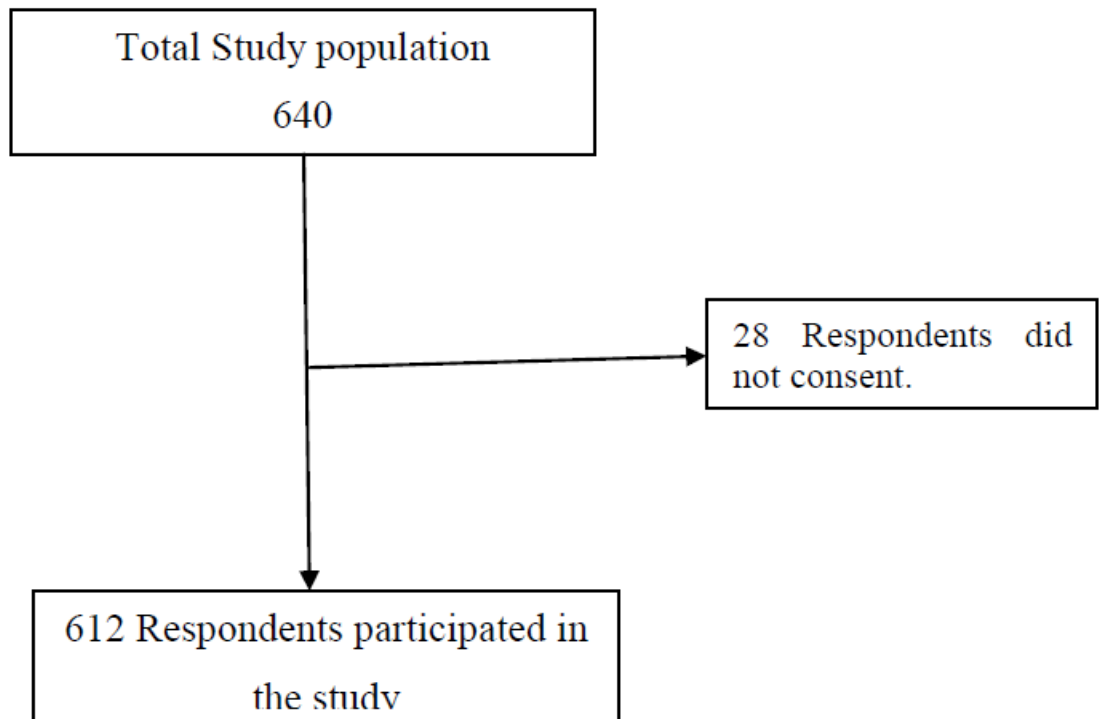 Total Study population
640
28 Respondents did
not consent.
612 Respondents participated in
the study